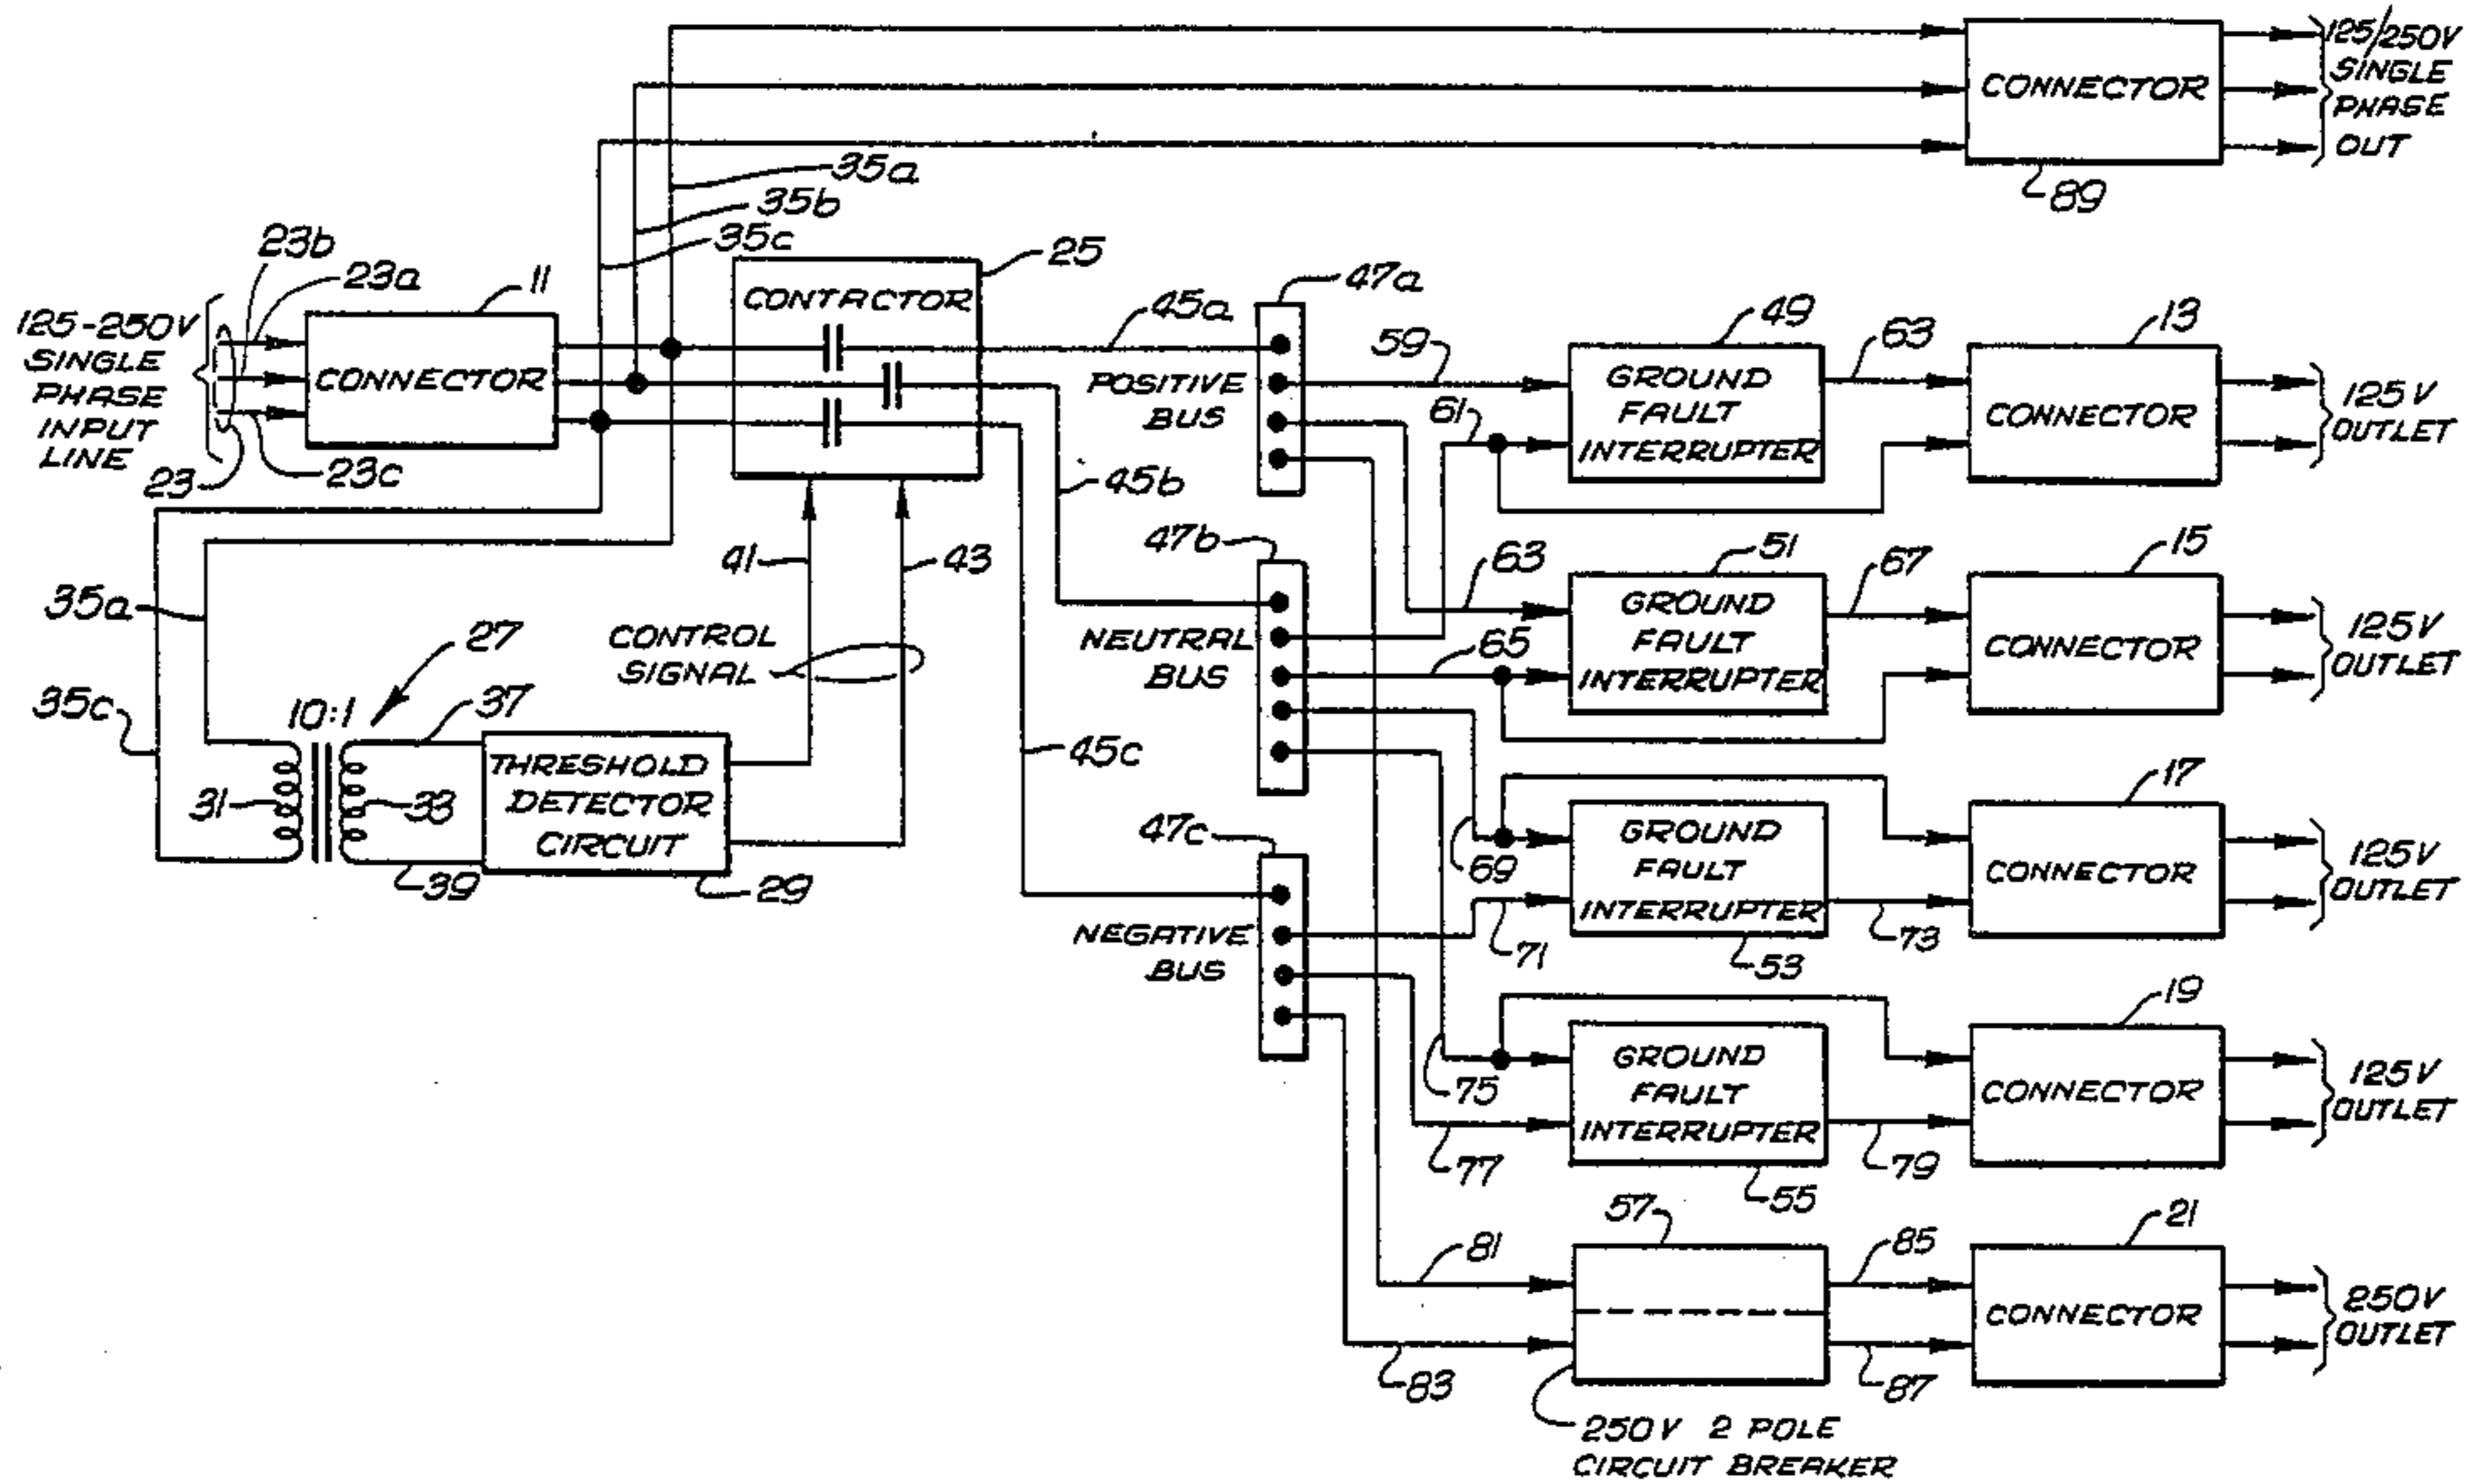 125/250V
SINGLE
PHASE
OUT
CONNECTOR
89
35a
35b
35c
23b
23a
11
125-250V
SINGLE
PHASE
INPUT
LINE
CONNECTOR
23
23c
25
CONTACTOR
45a
45b
45c
47a
POSITIVE
BUS
59
61
49
GROUND
FAULT
INTERRUPTER
63
13
CONNECTOR
125V
OUTLET
47b
NEUTRAL
BUS
63
65
51
GROUND
FAULT
INTERRUPTER
67
15
CONNECTOR
125V
OUTLET
41
43
CONTROL
SIGNAL
35a
35c
27
10:1
37
31
33
39
THRESHOLD
DETECTOR
CIRCUIT
29
47c
NEGATIVE
BUS
69
71
GROUND
FAULT
INTERRUPTER
53
73
17
CONNECTOR
125V
OUTLET
75
77
GROUND
FAULT
INTERRUPTER
55
79
19
CONNECTOR
125V
OUTLET
81
83
57
85
87
21
CONNECTOR
250V
OUTLET
250V 2 POLE
CIRCUIT BREAKER